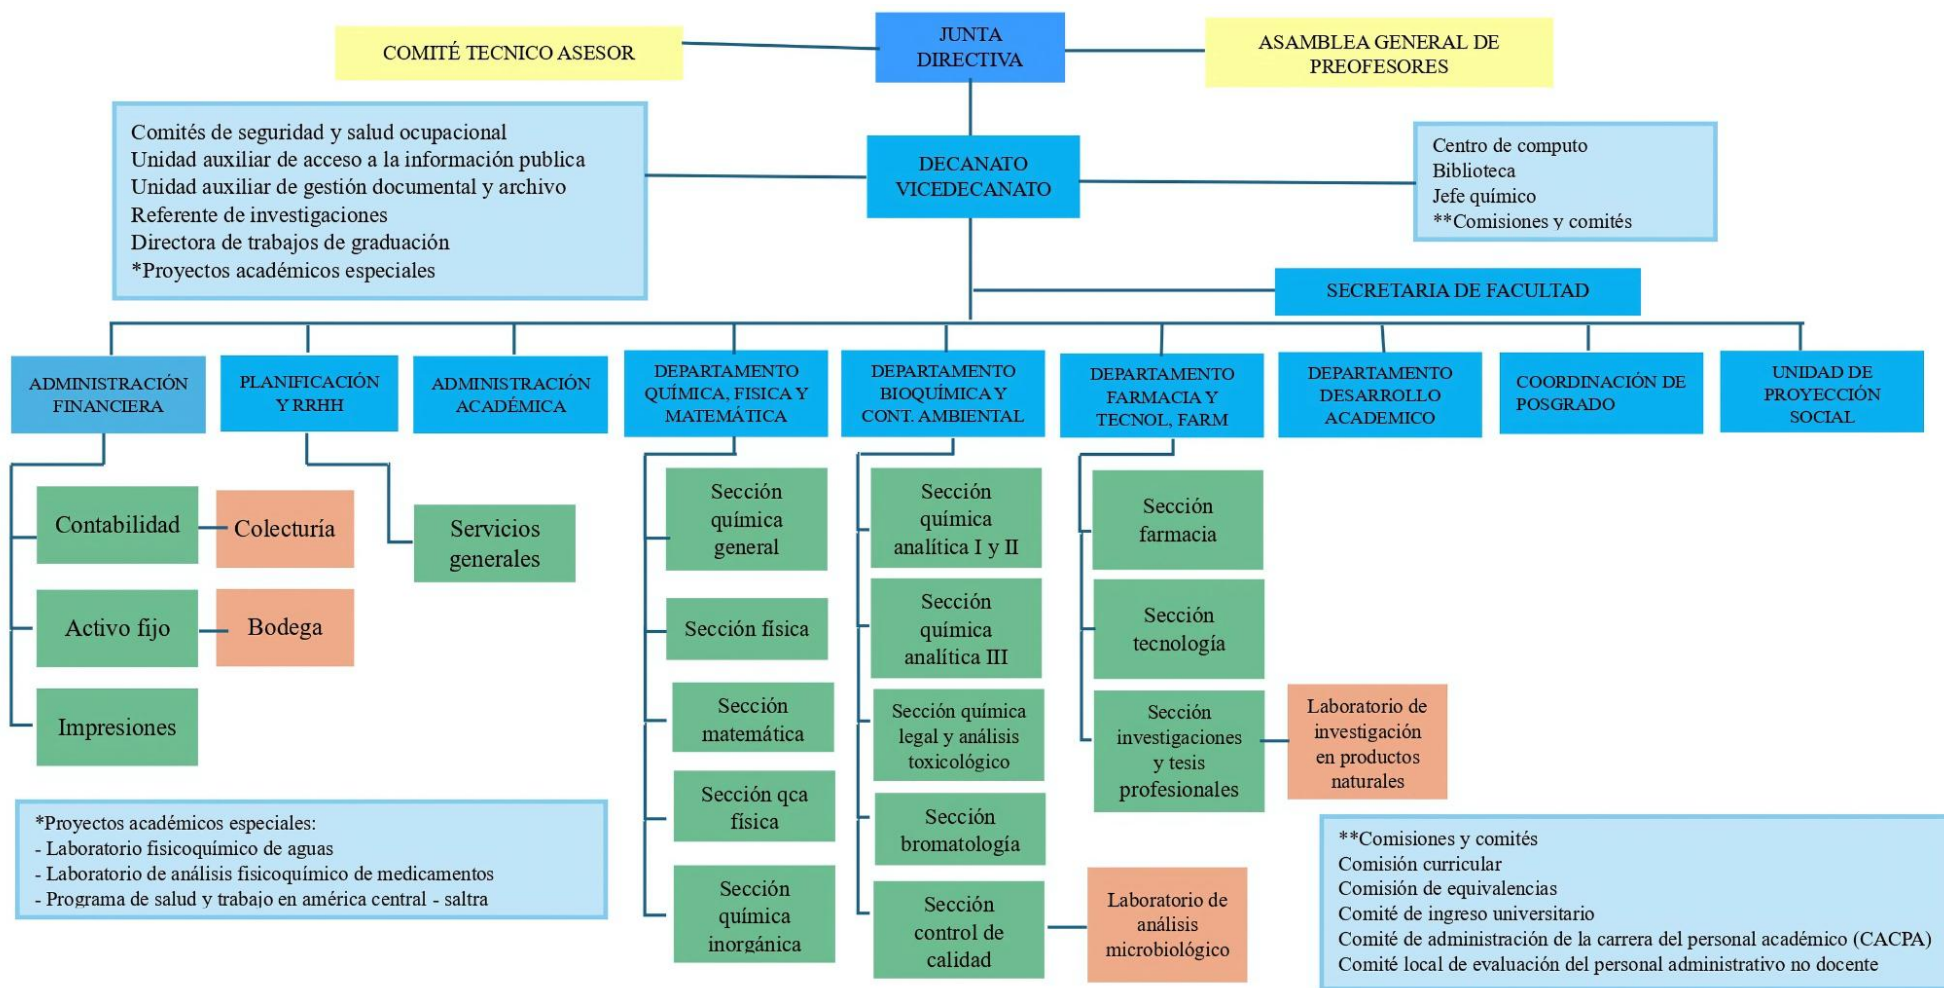 COMITÉ TECNICO ASESOR
JUNTA
DIRECTIVA
ASAMBLEA GENERAL DE
PREOFESORES
Comités de seguridad y salud ocupacional
Unidad auxiliar de acceso a la información publica
Unidad auxiliar de gestión documental y archivo
Referente de investigaciones
Directora de trabajos de graduación
*Proyectos académicos especiales
DECANATO
VICEDECANATO
Centro de computo
Biblioteca
Jefe químico
**Comisiones y comités
SECRETARIA DE FACULTAD
ADMINISTRACIÓN
FINANCIERA
PLANIFICACIÓN
Y RRHH
ADMINISTRACIÓN
ACADÉMICA
DEPARTAMENTO
QUÍMICA, FISICA Y
MATEMÁTICA
DEPARTAMENTO
BIOQUÍMICA Y
CONT. AMBIENTAL
DEPARTAMENTO
FARMACIA Y
TECNOL, FARM
DEPARTAMENTO
DESARROLLO
ACADEMICO
COORDINACIÓN DE
POSGRADO
UNIDAD DE
PROYECCIÓN
SOCIAL
Contabilidad
Colecturía
Activo fijo
Bodega
Impresiones
Servicios
generales
Sección
química
general
Sección física
Sección
matemática
Sección qca
física
Sección
química
inorgánica
Sección
química
analítica I y II
Sección
química
analítica III
Sección química
legal y análisis
toxicológico
Sección
bromatología
Sección
control de
calidad
Laboratorio de
análisis
microbiológico
Sección
farmacia
Sección
tecnología
Sección
investigaciones
y tesis
profesionales
Laboratorio de
investigación
en productos
naturales
*Proyectos académicos especiales:
- Laboratorio fisicoquímico de aguas
- Laboratorio de análisis fisicoquímico de medicamentos
- Programa de salud y trabajo en américa central - saltra
**Comisiones y comités
Comisión curricular
Comisión de equivalencias
Comité de ingreso universitario
Comité de administración de la carrera del personal académico (CACPA)
Comité local de evaluación del personal administrativo no docente